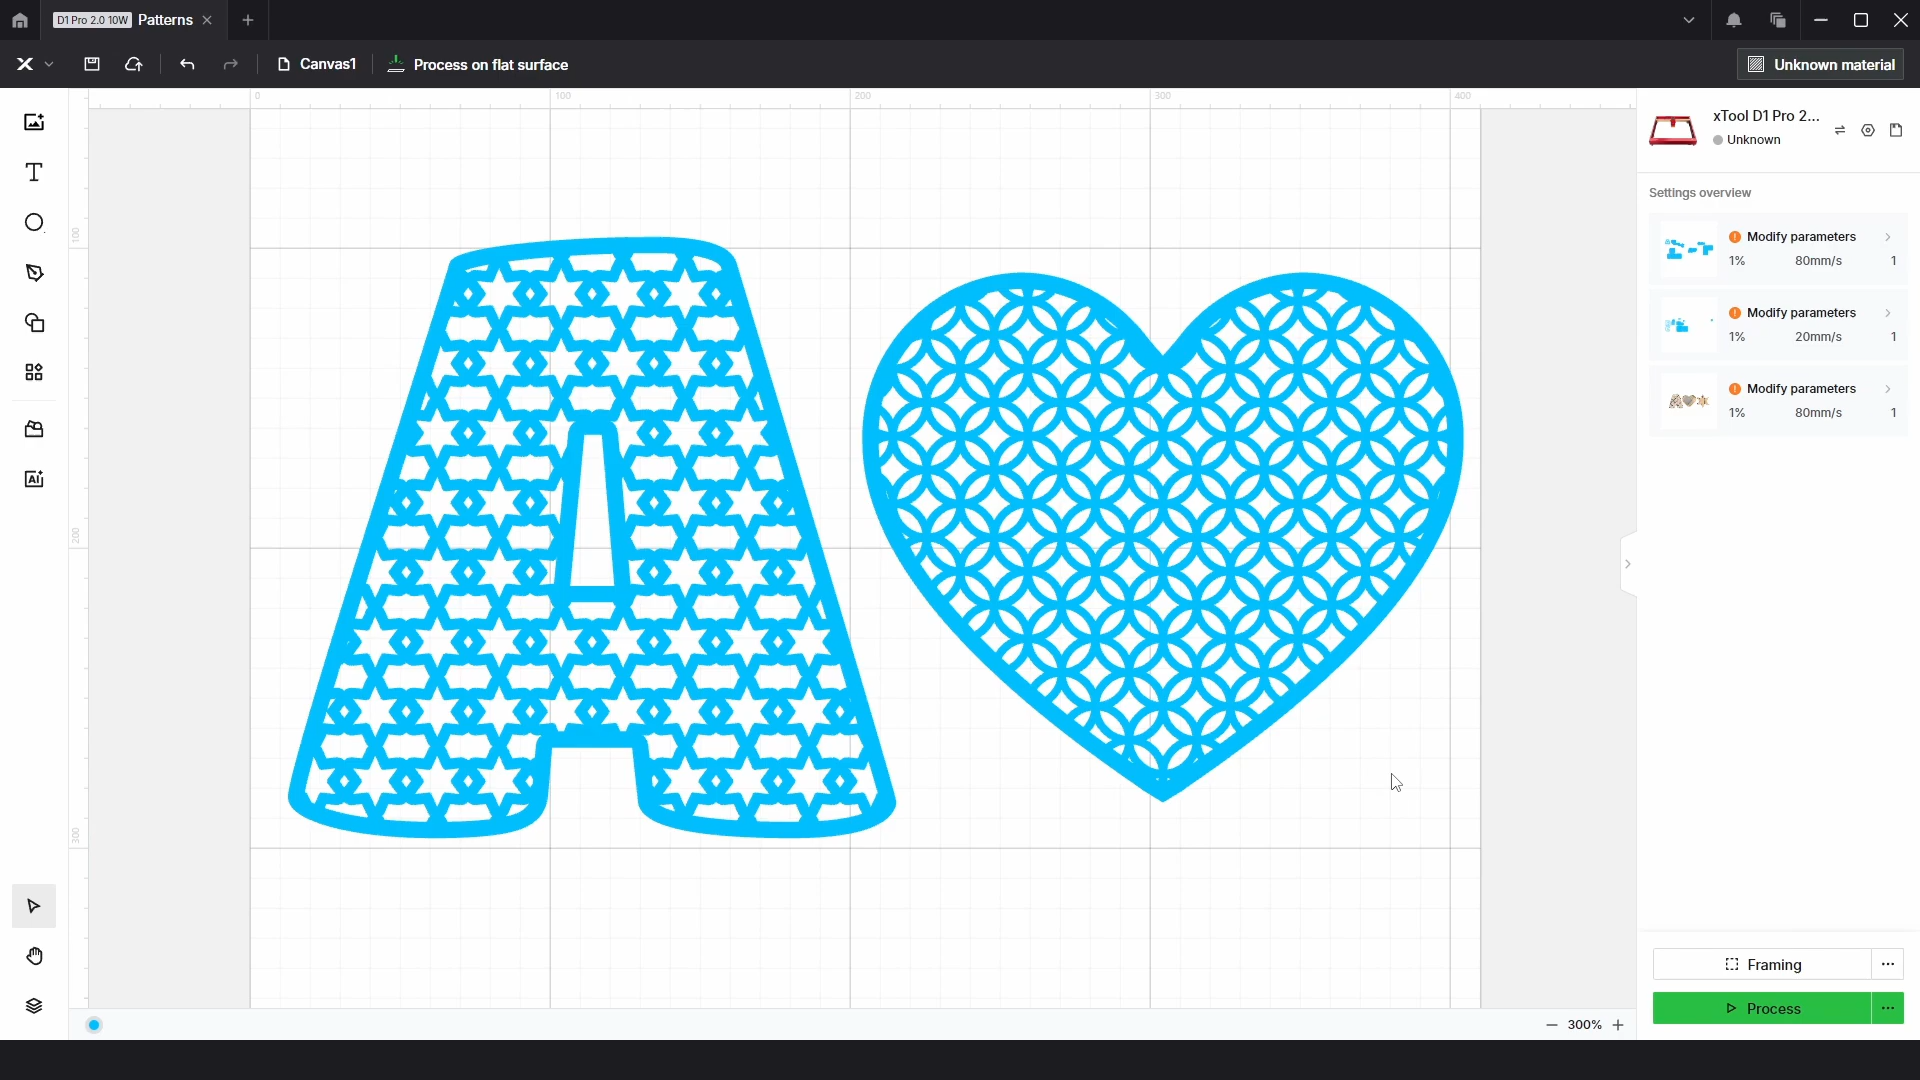 D1 Pro 2.0 10W Patterns
Canvas1 Process on flat surface Unknown material
0 100 200 300 400
100
200
300
A
xTool D1 Pro 2...
Unknown
Settings overview
Modify parameters
1% 80mm/s 1
Modify parameters
1% 20mm/s 1
Modify parameters
1% 80mm/s 1
AI
Framing
Process
300%